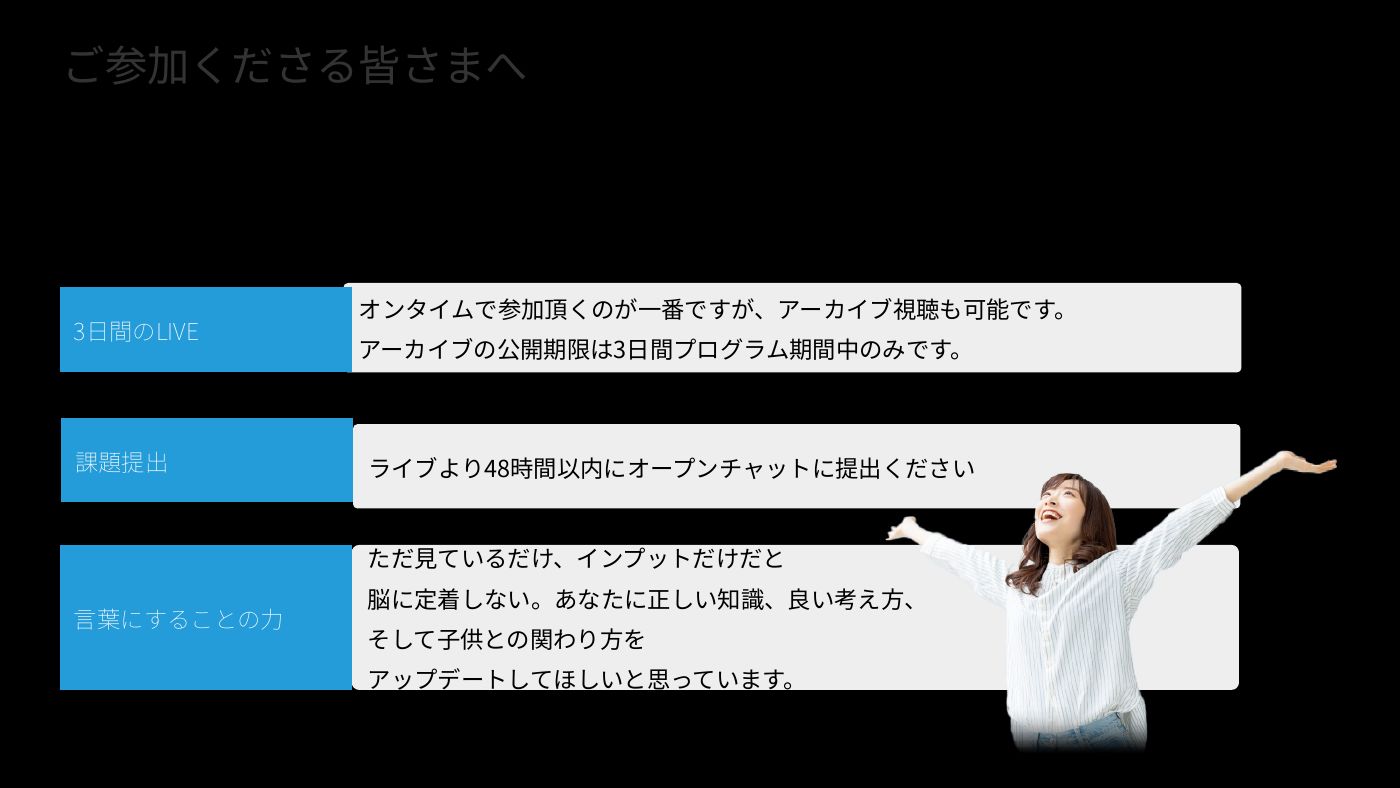 ご参加くださる皆さまへ
3日間のLIVE
オンタイムで参加頂くのが一番ですが、アーカイブ視聴も可能です。
アーカイブの公開期限は3日間プログラム期間中のみです。
課題提出
ライブより48時間以内にオープンチャットに提出ください
言葉にすることの力
ただ見ているだけ、インプットだけだと
脳に定着しない。あなたに正しい知識、良い考え方、
そして子供との関わり方を
アップデートしてほしいと思っています。